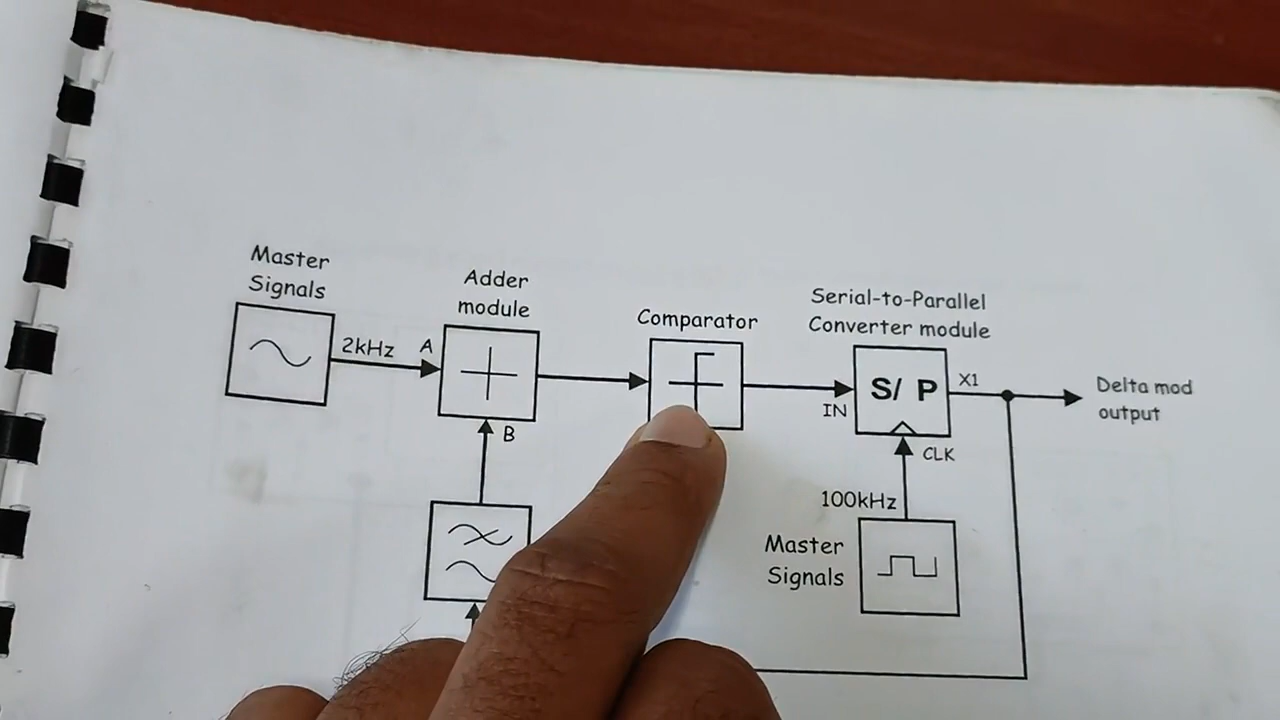 Master
Signals
2kHz
A
Adder
module
B
Comparator
Serial-to-Parallel
Converter module
IN
S/ P
X1
CLK
Delta mod
output
100kHz
Master
Signals